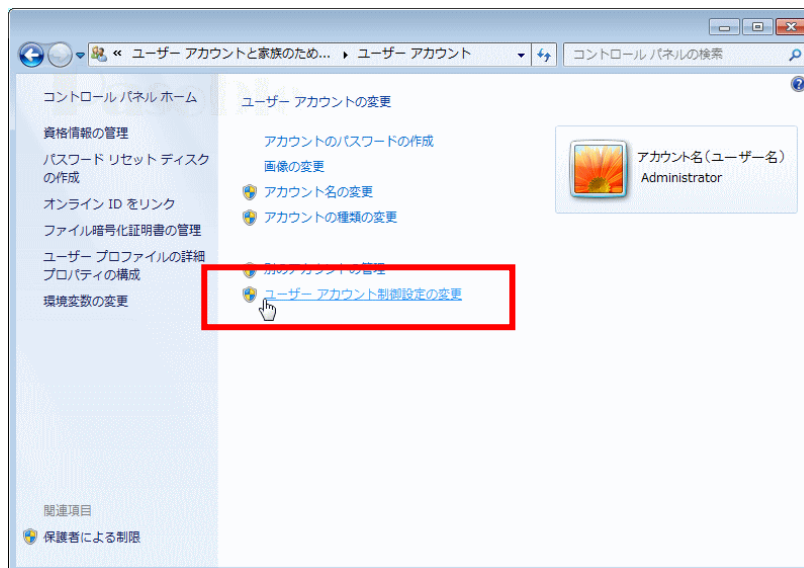 « ユーザー アカウントと家族のため... ▸ ユーザー アカウント
コントロール パネルの検索
コントロール パネル ホーム
資格情報の管理
パスワード リセット ディスク
の作成
オンライン ID をリンク
ファイル暗号化証明書の管理
ユーザー プロファイルの詳細
プロパティの構成
環境変数の変更
ユーザー アカウントの変更
アカウントのパスワードの作成
画像の変更
アカウント名の変更
アカウントの種類の変更
別のアカウントの管理
ユーザー アカウント制御設定の変更
アカウント名(ユーザー名)
Administrator
関連項目
保護者による制限